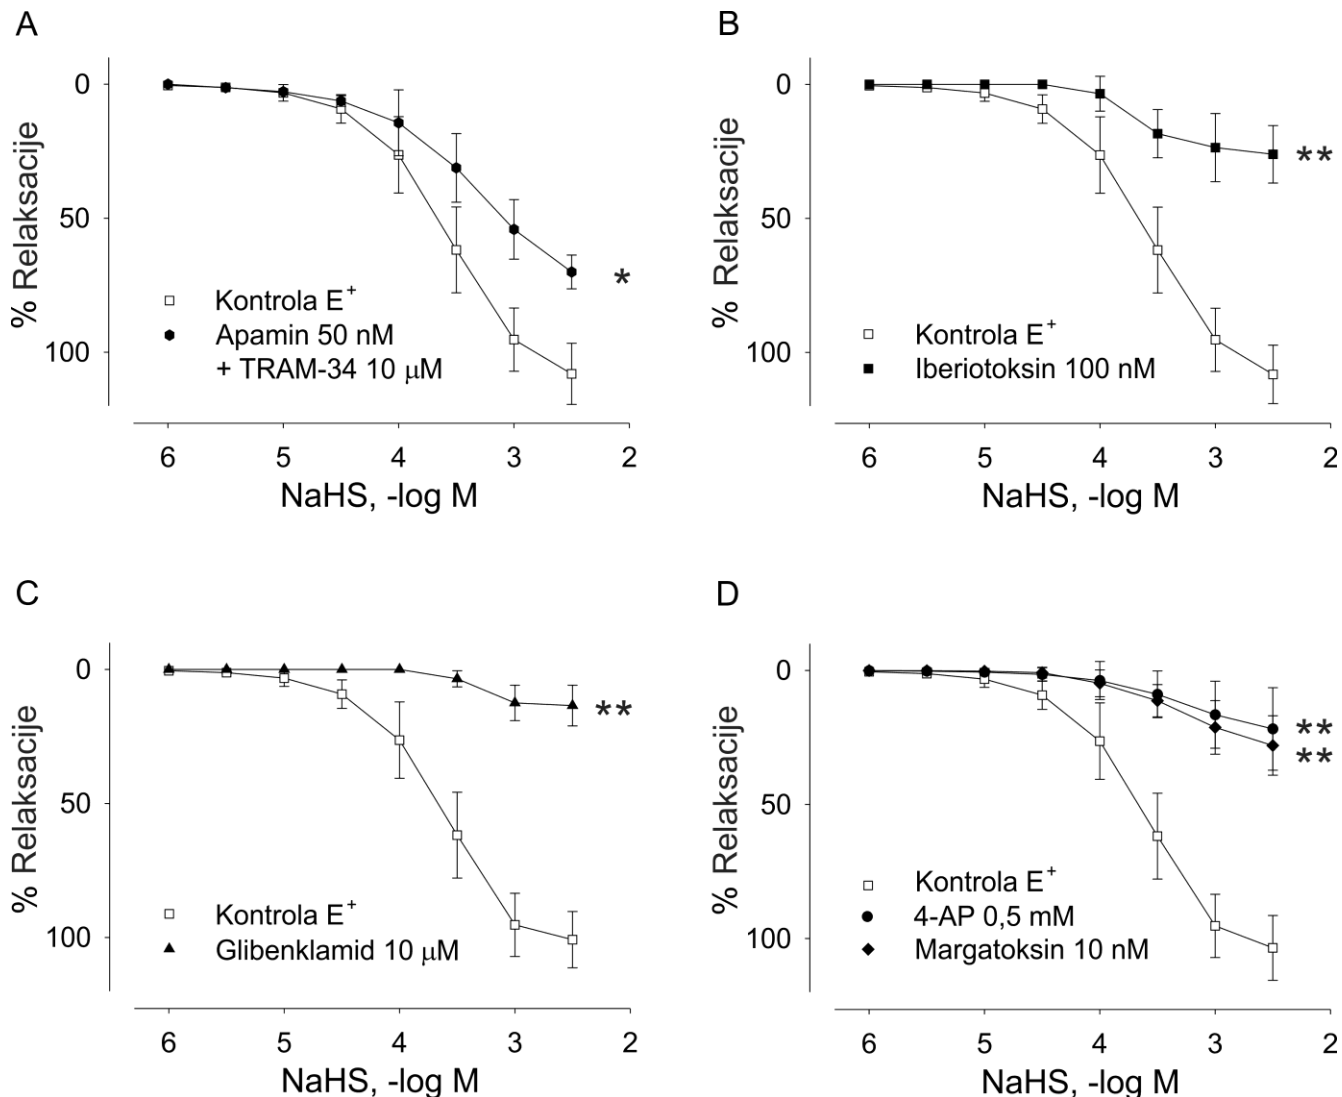 A
% Relaksacije
0
50
100
Kontrola E⁺
Apamin 50 nM
+ TRAM-34 10 μM
*
6 5 4 3 2
NaHS, -log M
B
% Relaksacije
0
50
100
Kontrola E⁺
Iberiotoksin 100 nM
**
6 5 4 3 2
NaHS, -log M
C
% Relaksacije
0
50
100
Kontrola E⁺
Glibenklamid 10 μM
**
6 5 4 3 2
NaHS, -log M
D
% Relaksacije
0
50
100
Kontrola E⁺
4-AP 0,5 mM
Margatoksin 10 nM
**
**
6 5 4 3 2
NaHS, -log M